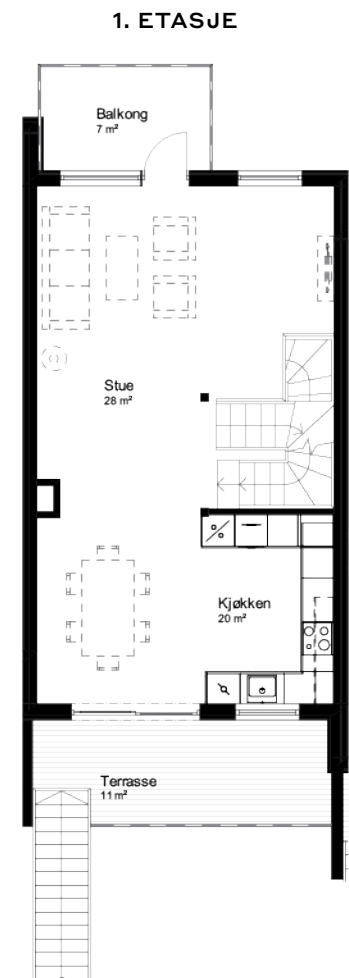 1. ETASJE
Balkong
7 m²
Stue
28 m²
Kjøkken
20 m²
Terrasse
11 m²